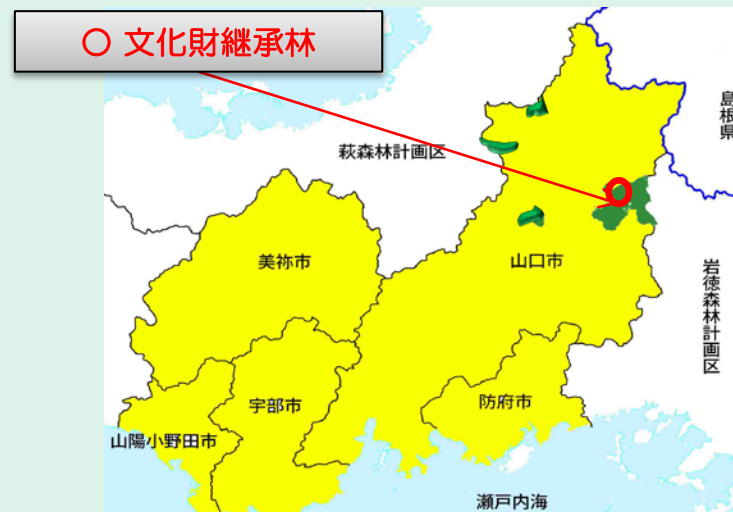 ○ 文化財継承林
島根県
萩森林計画区
美祢市
山口市
岩徳森林計画区
宇部市
防府市
山陽小野田市
瀬戸内海